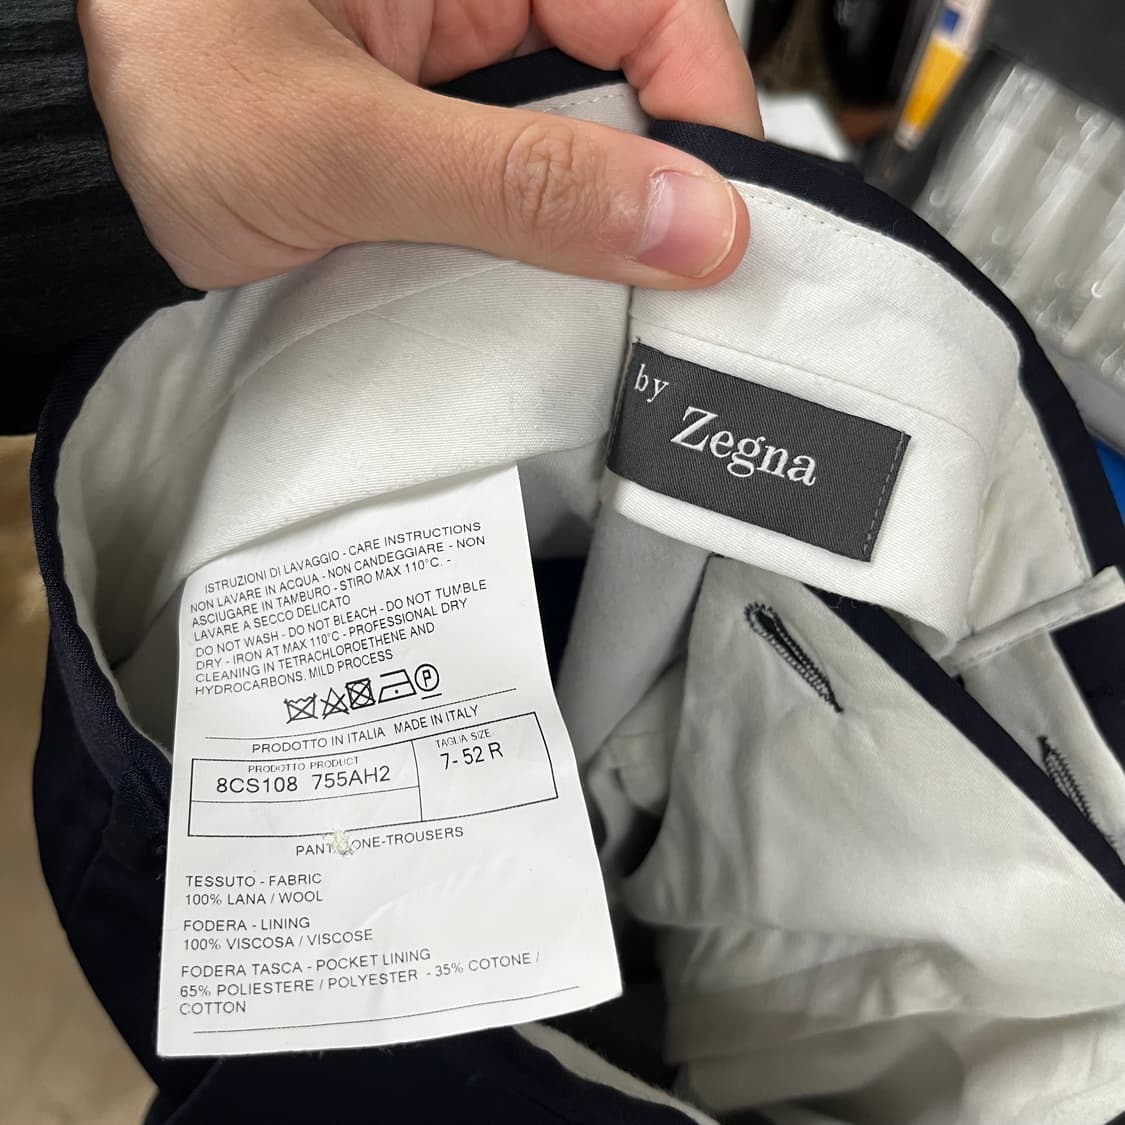 by
Zegna
ISTRUZIONI DI LAVAGGIO - CARE INSTRUCTIONS
NON LAVARE IN ACQUA - NON CANDEGGIARE - NON
ASCIUGARE IN TAMBURO - STIRO MAX 110°C. -
LAVARE A SECCO DELICATO
DO NOT WASH - DO NOT BLEACH - DO NOT TUMBLE
DRY - IRON AT MAX 110°C - PROFESSIONAL DRY
CLEANING IN TETRACHLOROETHENE AND
HYDROCARBONS. MILD PROCESS
P
PRODOTTO IN ITALIA MADE IN ITALY
PRODOTTO PRODUCT
8CS108 755AH2
TAGLIA SIZE
7- 52 R
ONE-TROUSERS
TESSUTO - FABRIC
100% LANA / WOOL
FODERA - LINING
100% VISCOSA / VISCOSE
FODERA TASCA - POCKET LINING
65% POLIESTERE / POLYESTER - 35% COTONE /
COTTON